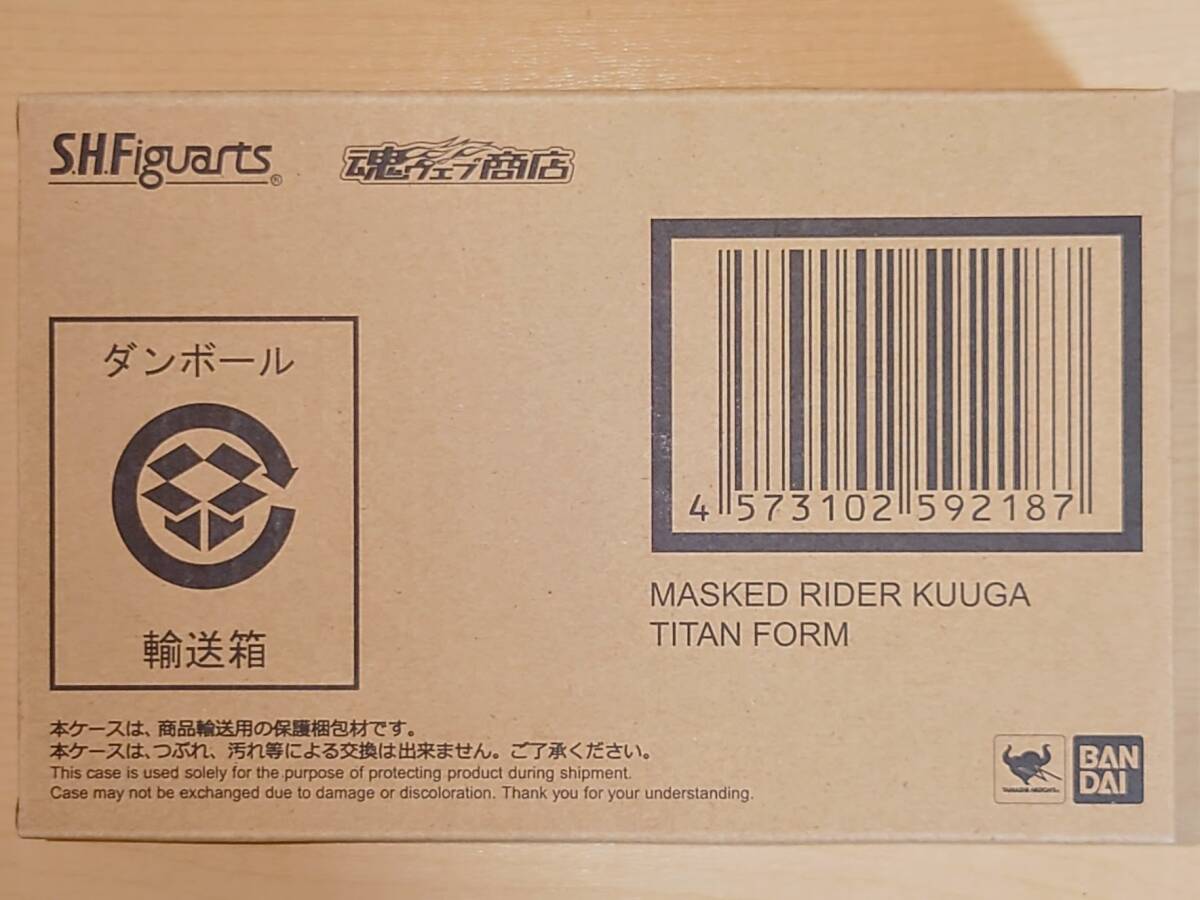 S.H.Figuarts®
魂ウェブ商店
ダンボール
輸送箱
4 573102 592187
MASKED RIDER KUUGA
TITAN FORM
本ケースは、商品輸送用の保護梱包材です。
本ケースは、つぶれ、汚れ等による交換は出来ません。ご了承ください。
This case is used solely for the purpose of protecting product during shipment.
Case may not be exchanged due to damage or discoloration. Thank you for your understanding.
TAMASHII NATIONS
BAN
DAI